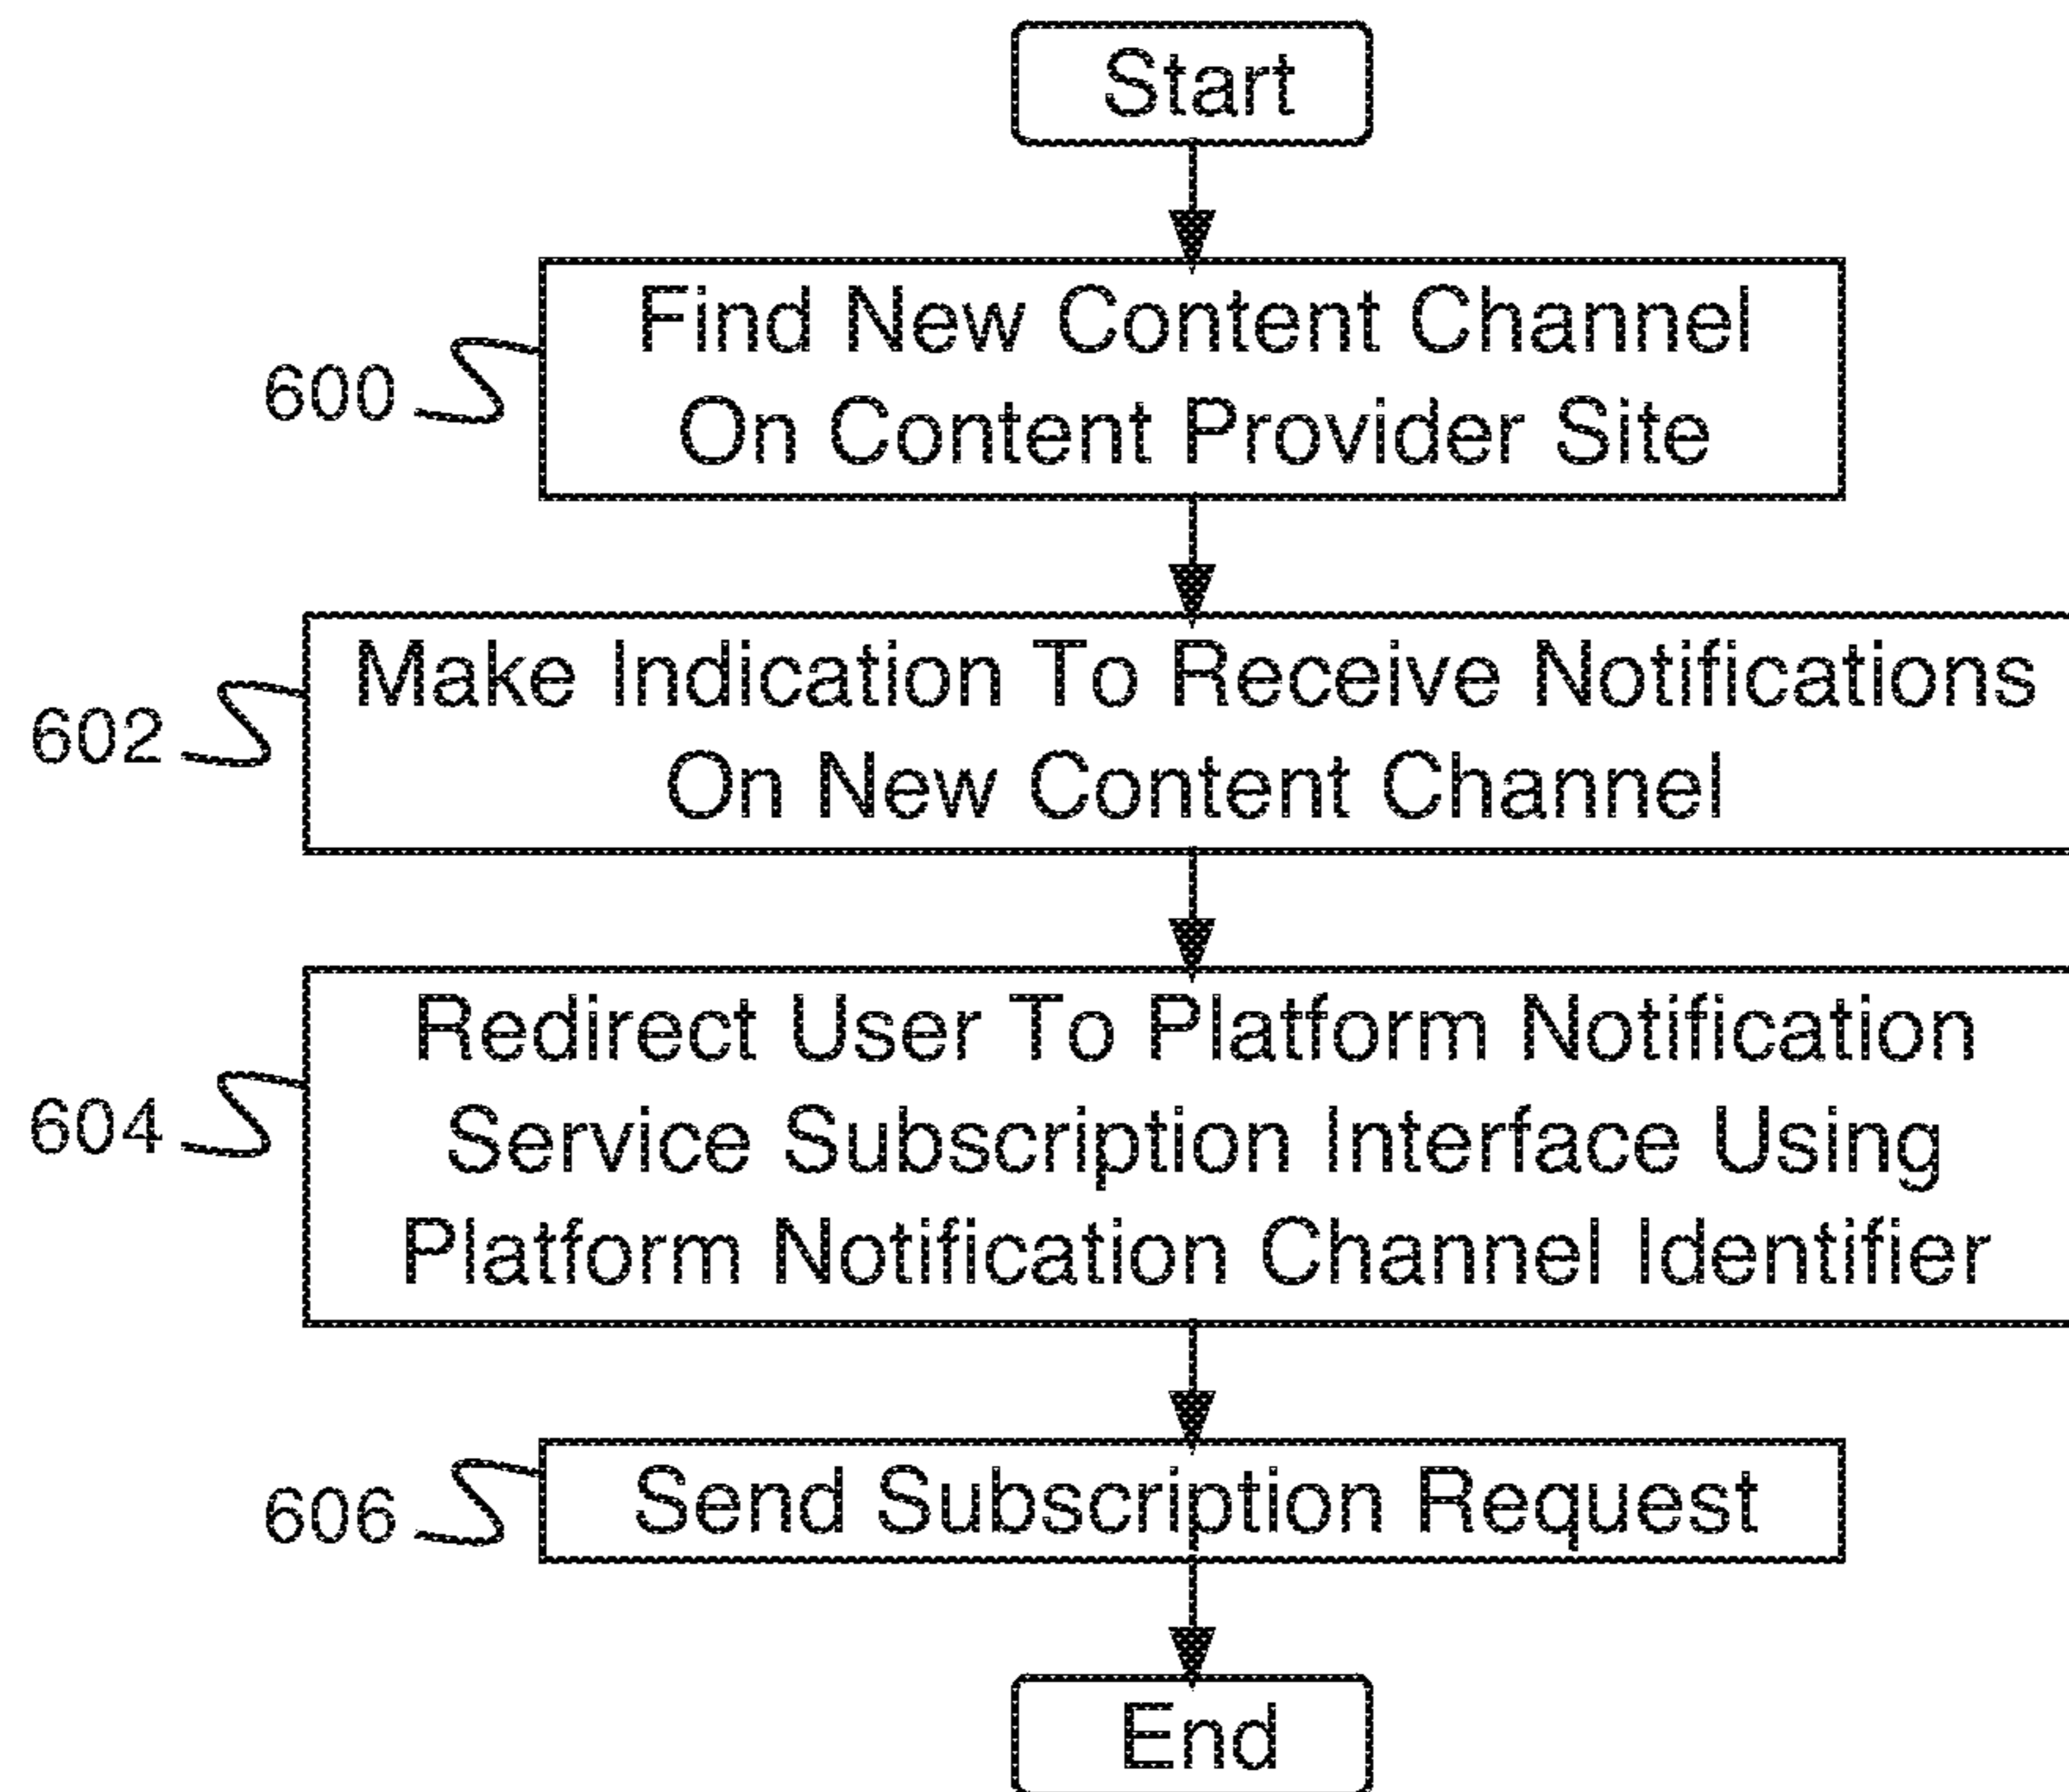 Start
600
Find New Content Channel
On Content Provider Site
602
Make Indication To Receive Notifications
On New Content Channel
604
Redirect User To Platform Notification
Service Subscription Interface Using
Platform Notification Channel Identifier
606
Send Subscription Request
End